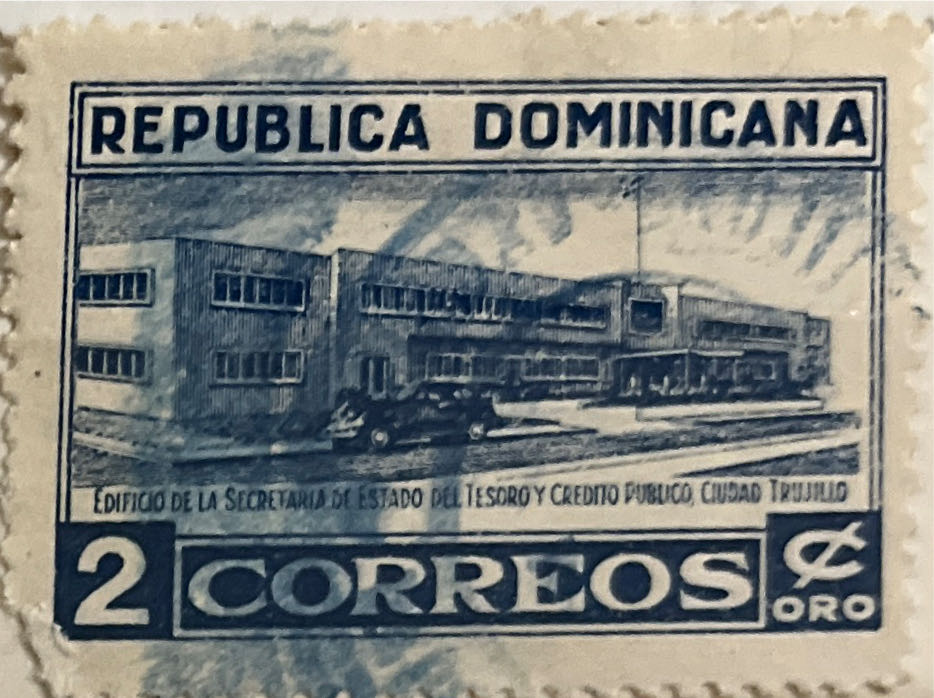 REPUBLICA DOMINICANA
EDIFICIO DE LA SECRETARIA DE ESTADO DEL TESORO Y CREDITO PUBLICO, CIUDAD TRUJILLO
2 CORREOS ¢
ORO